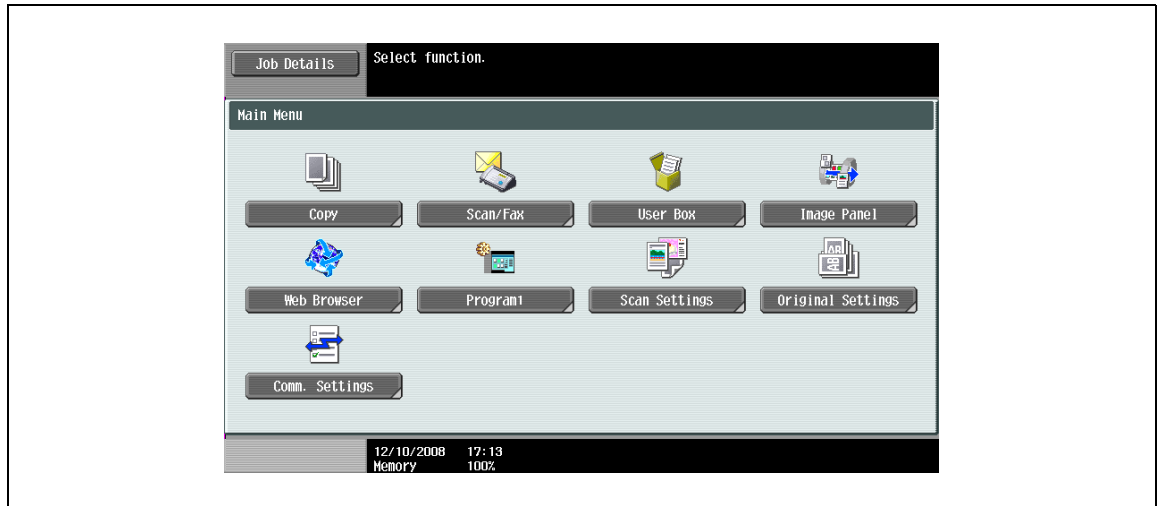 Job Details
Select function.
Main Menu
Copy
Scan/Fax
User Box
Image Panel
Web Browser
Program1
Scan Settings
Original Settings
Comm. Settings
12/10/2008 17:13
Memory 100%